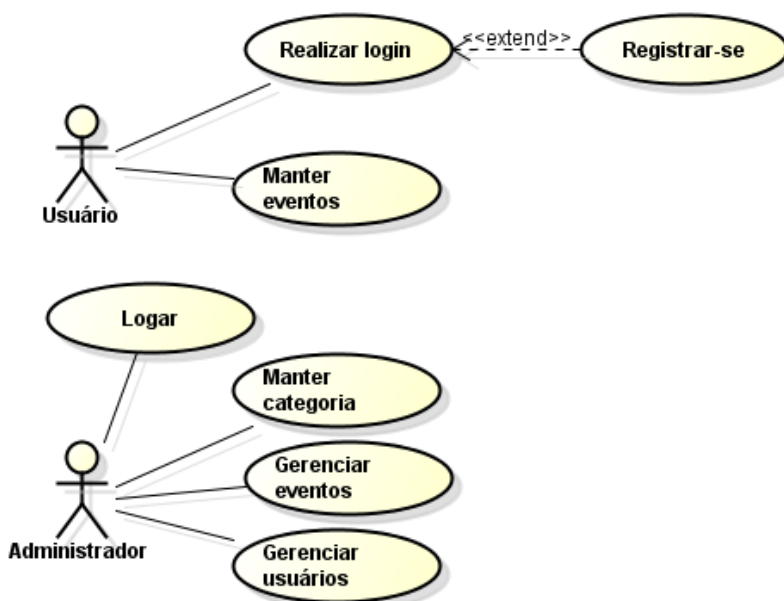 Realizar login
<<extend>>
Registrar-se
Manter
eventos
Usuário
Logar
Manter
categoria
Gerenciar
eventos
Administrador
Gerenciar
usuários